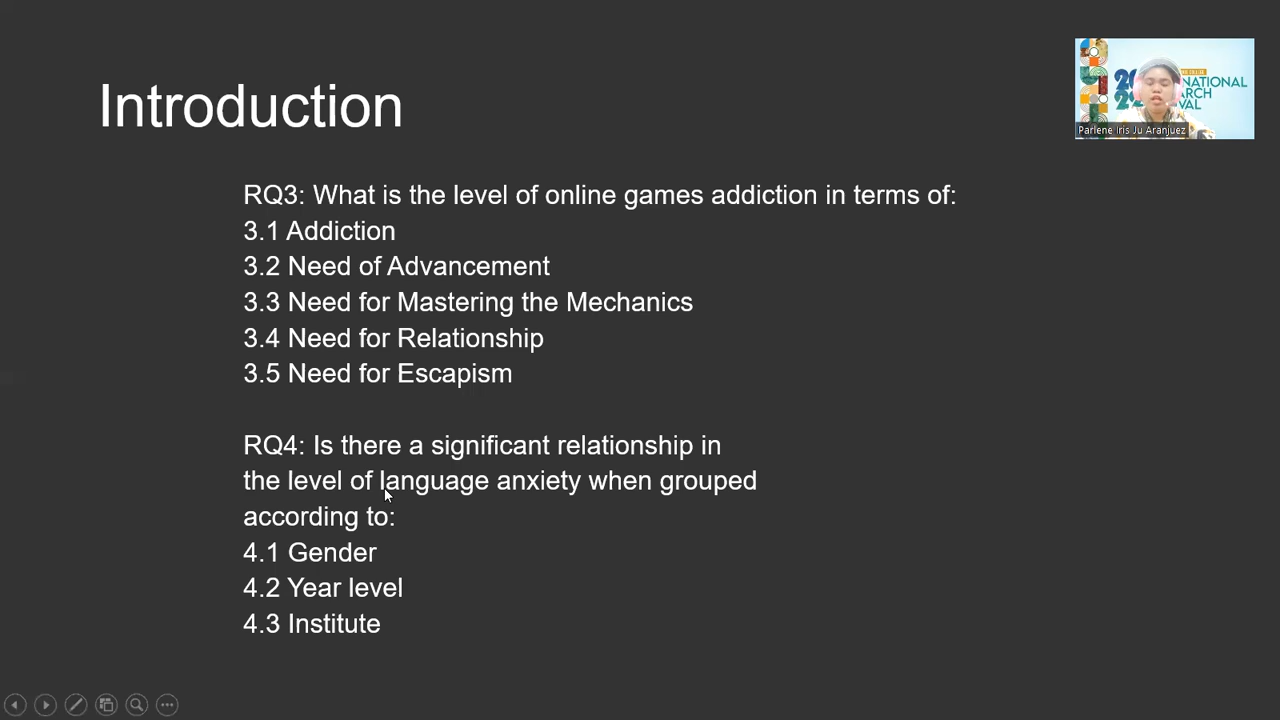 Introduction
RQ3: What is the level of online games addiction in terms of:
3.1 Addiction
3.2 Need of Advancement
3.3 Need for Mastering the Mechanics
3.4 Need for Relationship
3.5 Need for Escapism
RQ4: Is there a significant relationship in
the level of language anxiety when grouped
according to:
4.1 Gender
4.2 Year level
4.3 Institute
Parlene Iris Ju Aranjuez